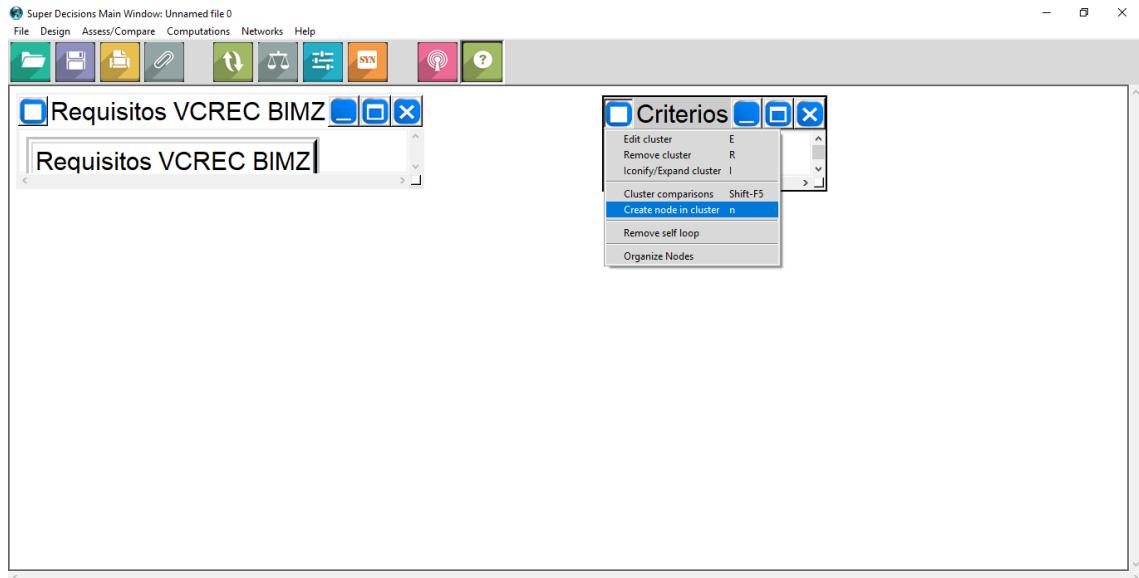 Super Decisions Main Window: Unnamed file 0
File Design Assess/Compare Computations Networks Help
SYN ?
Requisitos VCREC BIMZ
Requisitos VCREC BIMZ
Criterios
Edit cluster E
Remove cluster R
Iconify/Expand cluster I
Cluster comparisons Shift-F5
Create node in cluster n
Remove self loop
Organize Nodes